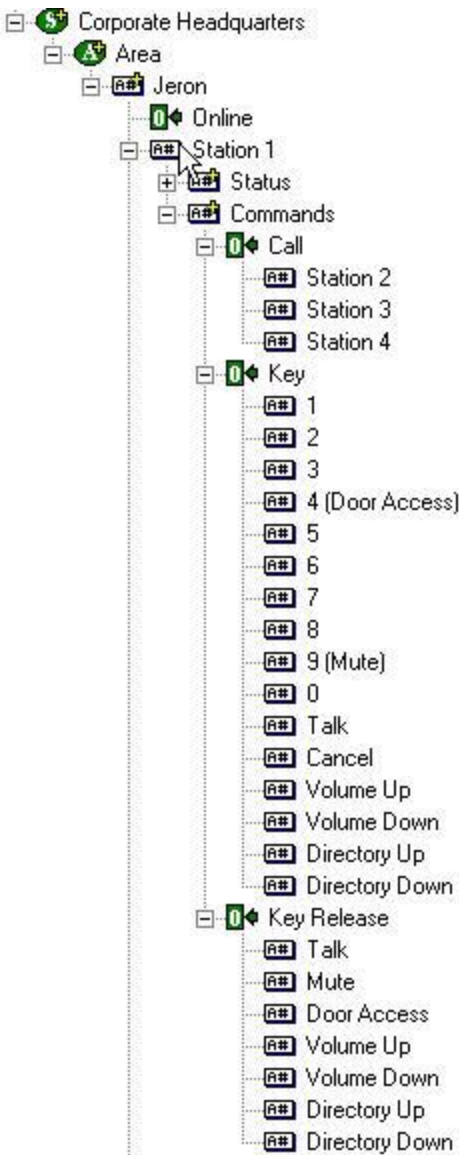 Corporate Headquarters
Area
Jeron
Online
Station 1
Status
Commands
Call
Station 2
Station 3
Station 4
Key
1
2
3
4 (Door Access)
5
6
7
8
9 (Mute)
0
Talk
Cancel
Volume Up
Volume Down
Directory Up
Directory Down
Key Release
Talk
Mute
Door Access
Volume Up
Volume Down
Directory Up
Directory Down